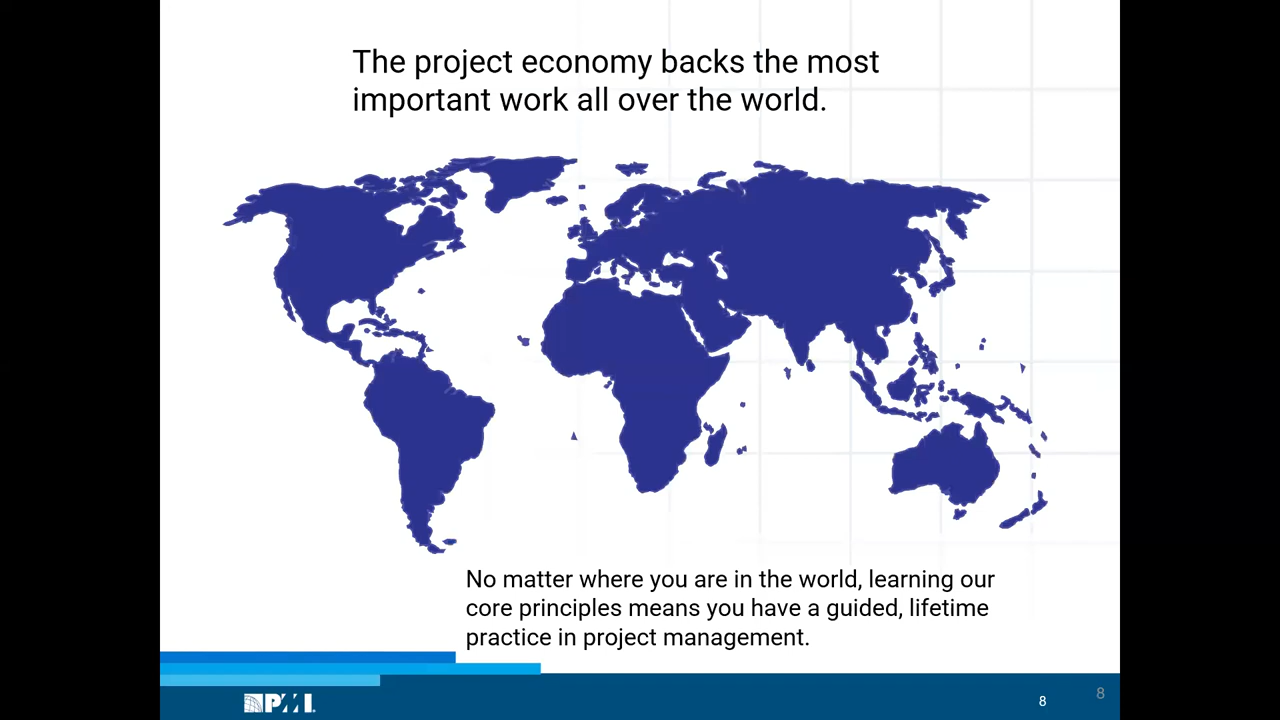 The project economy backs the most
important work all over the world.
No matter where you are in the world, learning our
core principles means you have a guided, lifetime
practice in project management.
PMI
8
8